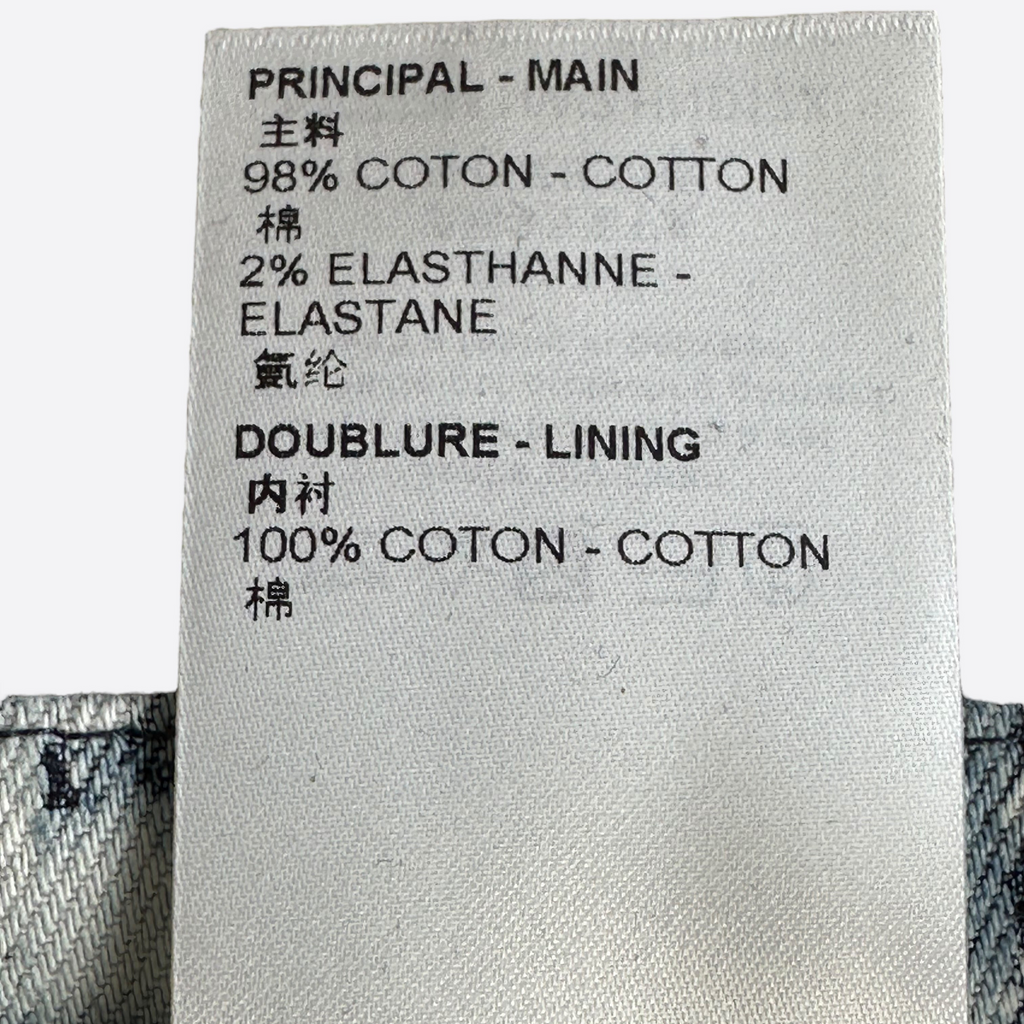 PRINCIPAL - MAIN
主料
98% COTON - COTTON
棉
2% ELASTHANNE -
ELASTANE
氨纶
DOUBLURE - LINING
内衬
100% COTON - COTTON
棉